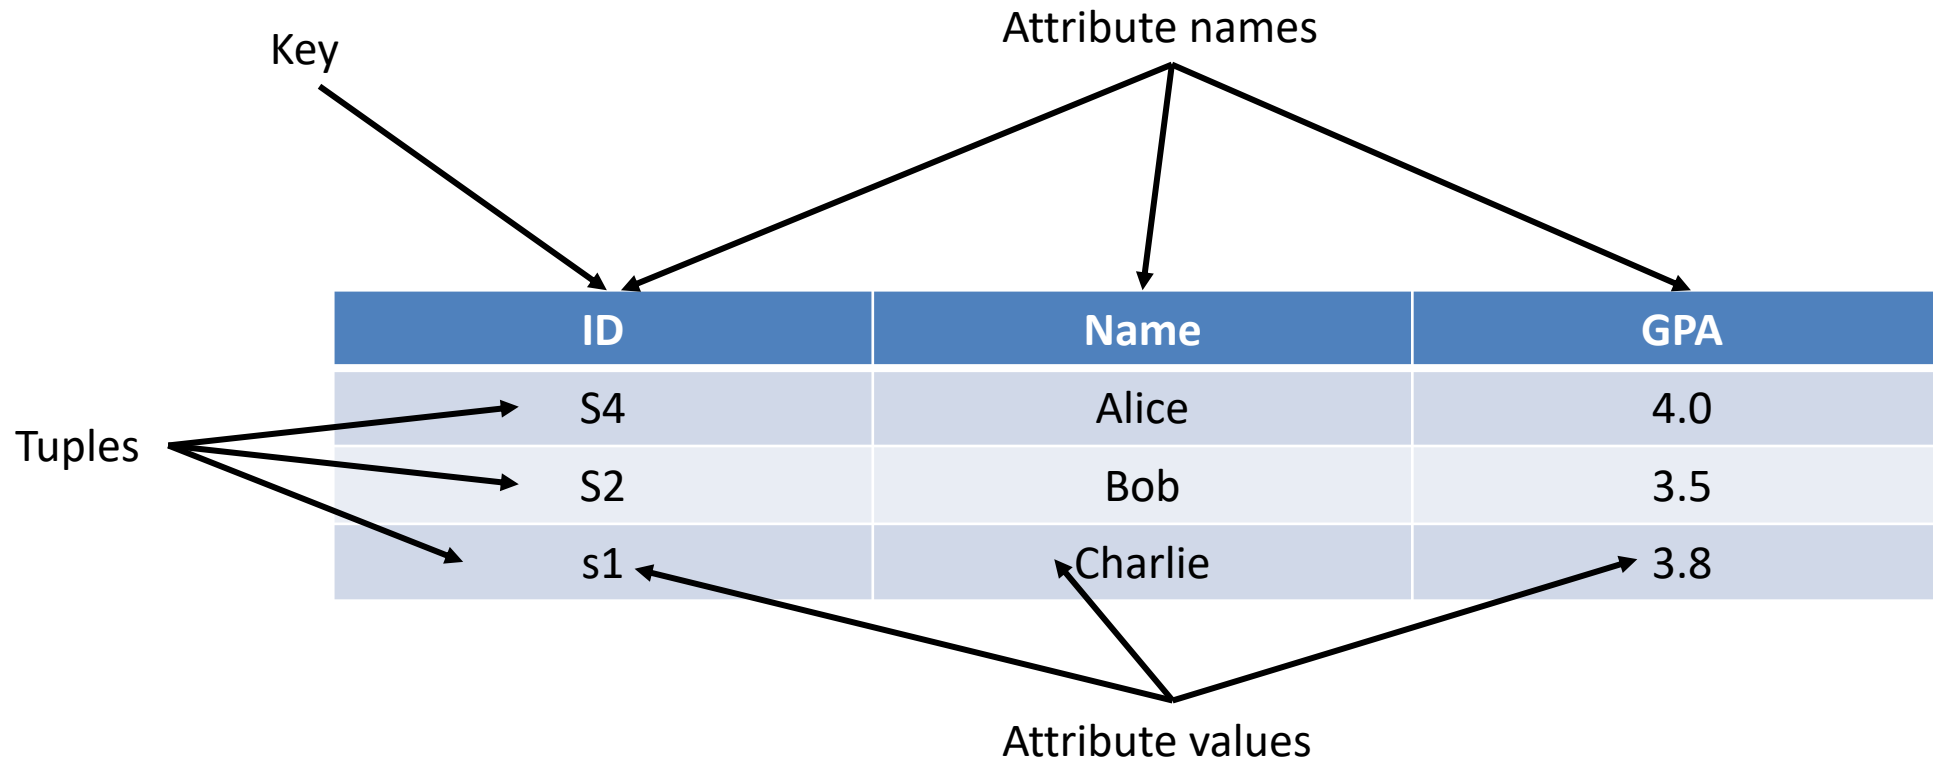 Attribute names
Key
ID Name GPA
S4 Alice 4.0
Tuples
S2 Bob 3.5
s1 Charlie 3.8
Attribute values